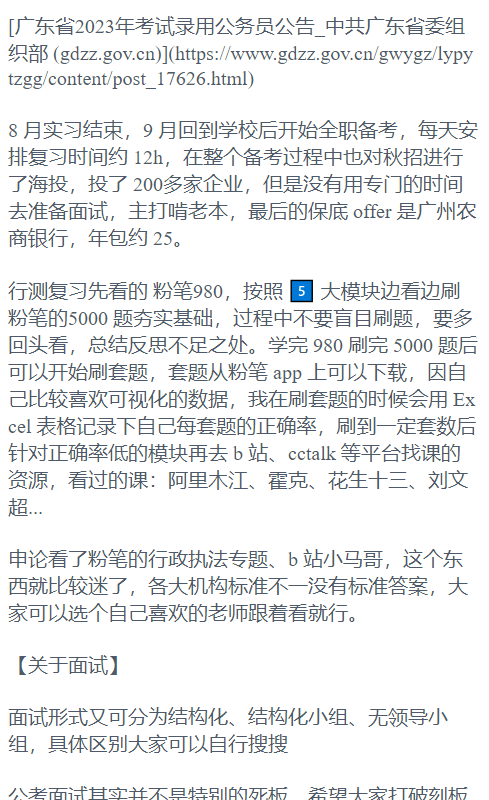 [广东省2023年考试录用公务员公告_中共广东省委组
织部 (gdzz.gov.cn)](https://www.gdzz.gov.cn/gwygz/lypy
tzgg/content/post_17626.html)
8 月实习结束，9 月回到学校后开始全职备考，每天安
排复习时间约 12h，在整个备考过程中也对秋招进行
了海投，投了 200多家企业，但是没有用专门的时间
去准备面试，主打啃老本，最后的保底 offer 是广州农
商银行，年包约 25。
行测复习先看的 粉笔980，按照 5 大模块边看边刷
粉笔的5000 题夯实基础，过程中不要盲目刷题，要多
回头看，总结反思不足之处。学完 980 刷完 5000 题后
可以开始刷套题，套题从粉笔 app 上可以下载，因自
己比较喜欢可视化的数据，我在刷套题的时候会用 Ex
cel 表格记录下自己每套题的正确率，刷到一定套数后
针对正确率低的模块再去 b 站、cctalk 等平台找课的
资源，看过的课：阿里木江、霍克、花生十三、刘文
超...
申论看了粉笔的行政执法专题、b 站小马哥，这个东
西就比较迷了，各大机构标准不一没有标准答案，大
家可以选个自己喜欢的老师跟着看就行。
【关于面试】
面试形式又可分为结构化、结构化小组、无领导小
组，具体区别大家可以自行搜搜
公考面试其实并不是特别的死板，希望大家打破刻板